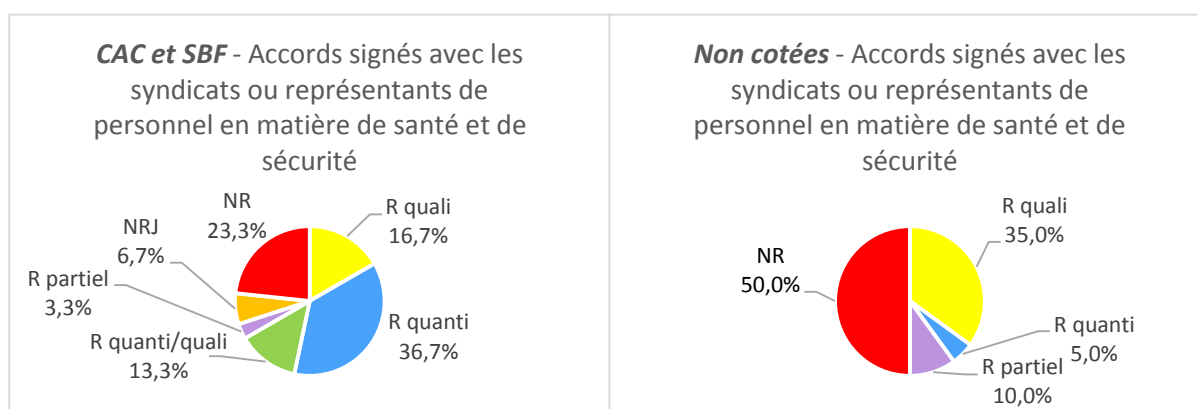 CAC et SBF - Accords signés avec les
syndicats ou représentants de
personnel en matière de santé et de
sécurité
NR
23,3%
R quali
16,7%
NRJ
6,7%
R partiel
3,3%
R quanti
36,7%
R quanti/quali
13,3%
Non cotées - Accords signés avec les
syndicats ou représentants de
personnel en matière de santé et de
sécurité
R quali
35,0%
NR
50,0%
R quanti
5,0%
R partiel
10,0%